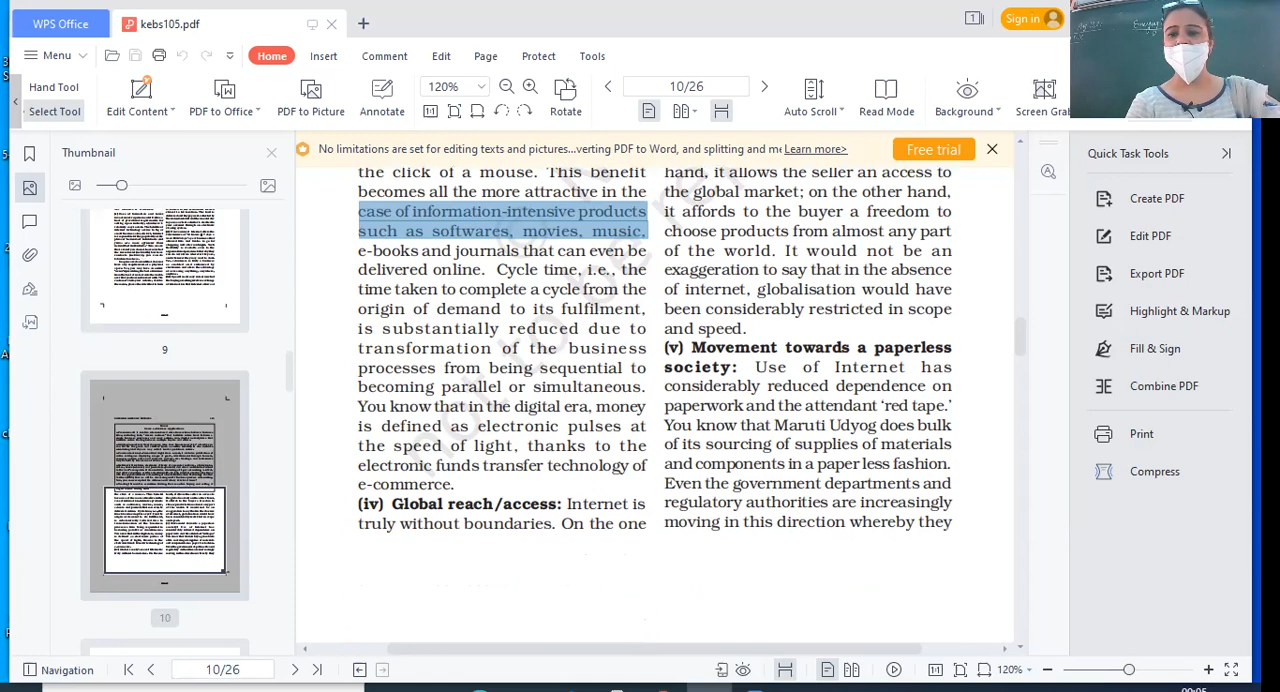 WPS Office
kebs105.pdf
Sign in
Menu
Home
Insert
Comment
Edit
Page
Protect
Tools
Hand Tool
Select Tool
Edit Content
PDF to Office
PDF to Picture
Annotate
120%
Rotate
10/26
Auto Scroll
Read Mode
Background
Screen Grab
Thumbnail
No limitations are set for editing texts and pictures...verting PDF to Word, and splitting and me Learn more>
Free trial
Quick Task Tools
Create PDF
Edit PDF
Export PDF
Highlight & Markup
Fill & Sign
Combine PDF
Print
Compress
9
10
the click of a mouse. This benefit
becomes all the more attractive in the
case of information-intensive products
such as softwares, movies, music,
e-books and journals that can even be
delivered online. Cycle time, i.e., the
time taken to complete a cycle from the
origin of demand to its fulfilment,
is substantially reduced due to
transformation of the business
processes from being sequential to
becoming parallel or simultaneous.
You know that in the digital era, money
is defined as electronic pulses at
the speed of light, thanks to the
electronic funds transfer technology of
e-commerce.
(iv) Global reach/access: Internet is
truly without boundaries. On the one
hand, it allows the seller an access to
the global market; on the other hand,
it affords to the buyer a freedom to
choose products from almost any part
of the world. It would not be an
exaggeration to say that in the absence
of internet, globalisation would have
been considerably restricted in scope
and speed.
(v) Movement towards a paperless
society: Use of Internet has
considerably reduced dependence on
paperwork and the attendant ‘red tape.’
You know that Maruti Udyog does bulk
of its sourcing of supplies of materials
and components in a paper less fashion.
Even the government departments and
regulatory authorities are increasingly
moving in this direction whereby they
Navigation
10/26
120%